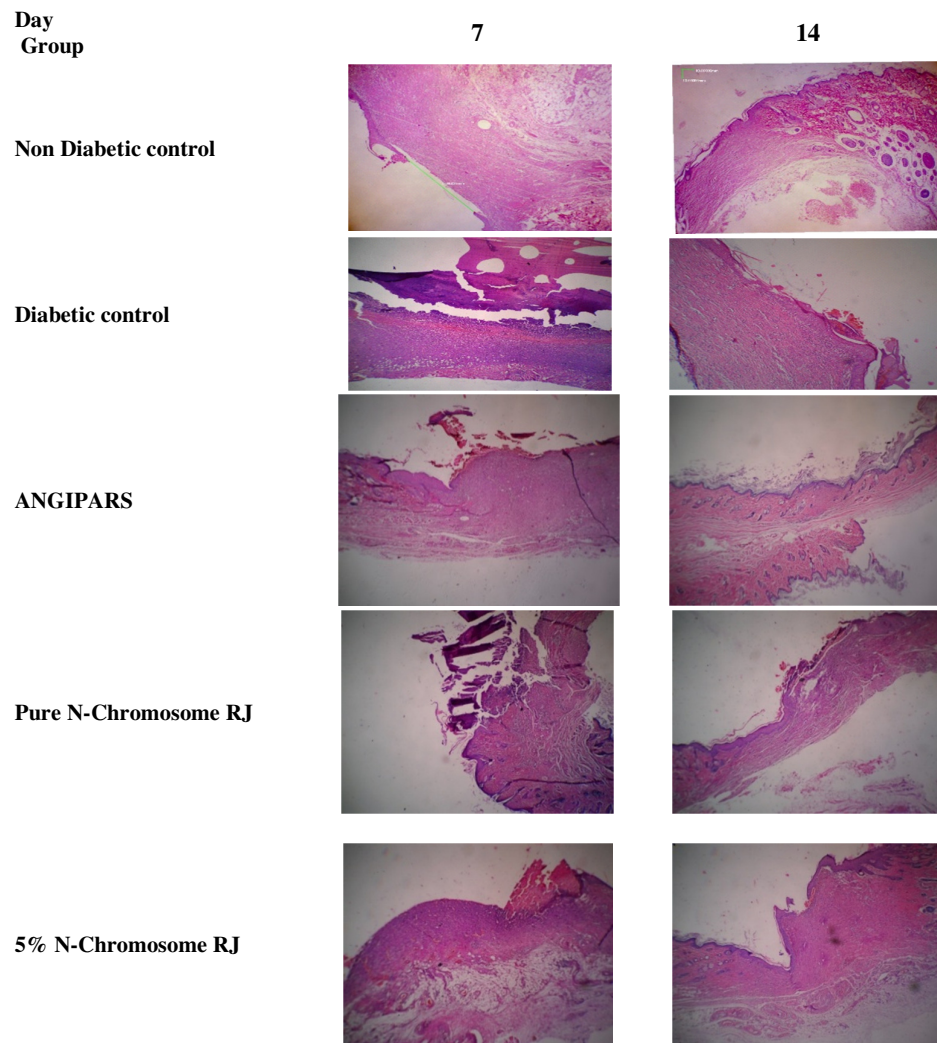 Day
Group
7
14
Non Diabetic control
Diabetic control
ANGIPARS
Pure N-Chromosome RJ
5% N-Chromosome RJ